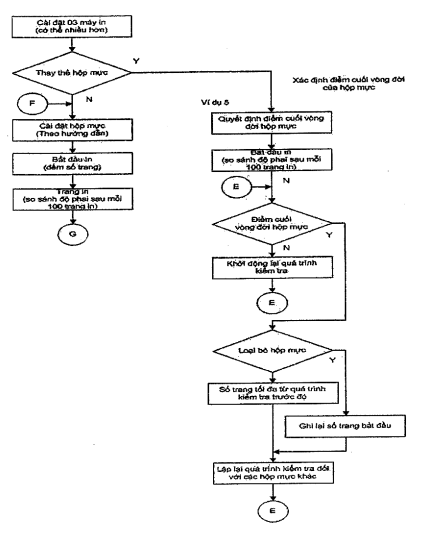 Cài đặt 03 máy in
(có thể nhiều hơn)
Thay thế hộp mực
Y
N
F
Cài đặt hộp mực
(Theo hướng dẫn)
Bắt đầu in
(đếm số trang)
Trang in
(so sánh độ phai sau mỗi
100 trang in)
G
Xác định điểm cuối vòng đời
của hộp mực
Ví dụ 5
Quyết định điểm cuối vòng
đời hộp mực
Bắt đầu in
(so sánh độ phai sau mỗi
100 trang in)
E
N
Điểm cuối
vòng đời hộp mực
Y
N
Khởi động lại quá trình
kiểm tra
E
Loại bỏ hộp mực
Y
Số trang tối đa từ quá trình
kiểm tra trước đó
Ghi lại số trang bắt đầu
Lặp lại quá trình kiểm tra đối
với các hộp mực khác
E